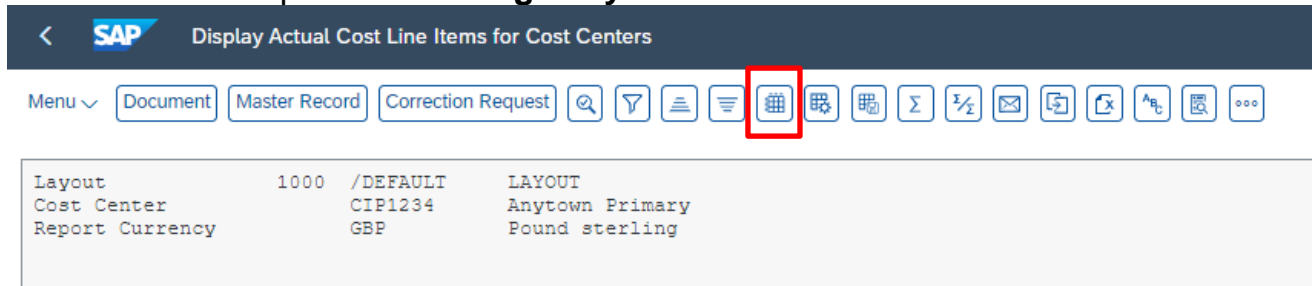 SAP Display Actual Cost Line Items for Cost Centers
Menu Document Master Record Correction Request
Layout 1000 /DEFAULT LAYOUT
Cost Center CIP1234 Anytown Primary
Report Currency GBP Pound sterling